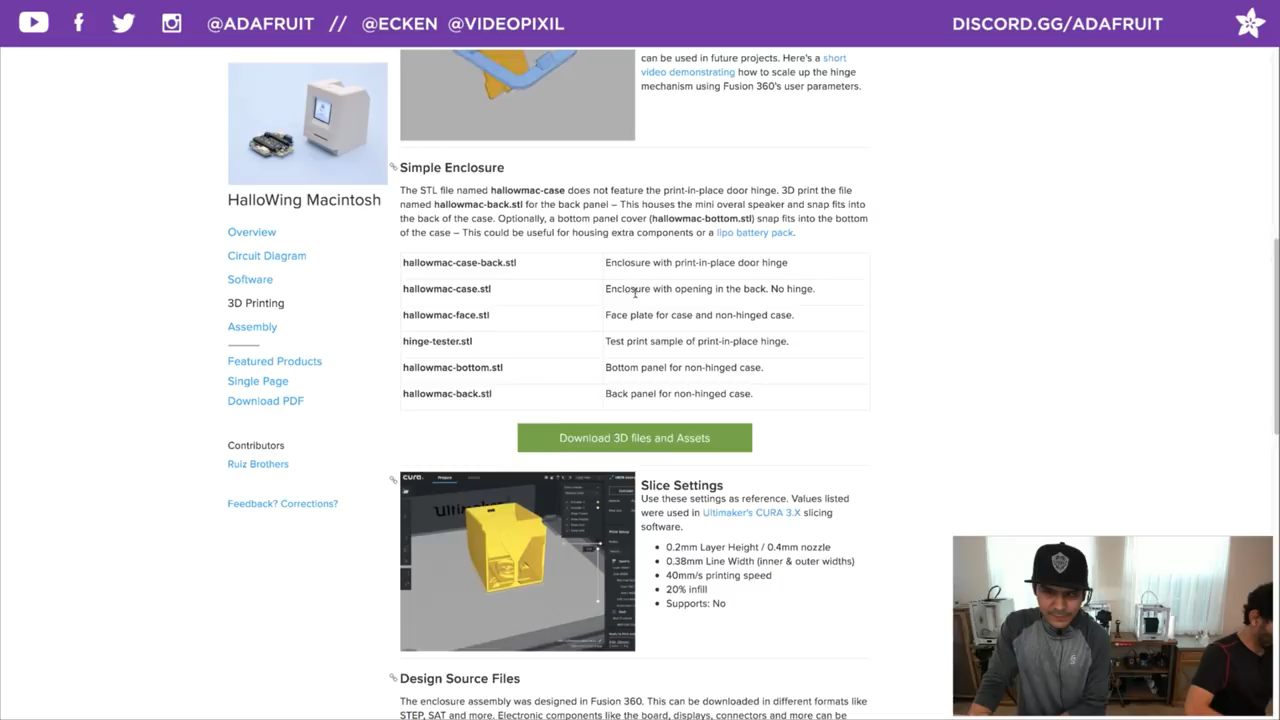 @ADAFRUIT // @ECKEN @VIDEOPIXIL
DISCORD.GG/ADAFRUIT
can be used in future projects. Here's a short
video demonstrating how to scale up the hinge
mechanism using Fusion 360's user parameters.
HalloWing Macintosh
Overview
Circuit Diagram
Software
3D Printing
Assembly
Featured Products
Single Page
Download PDF
Contributors
Ruiz Brothers
Feedback? Corrections?
Simple Enclosure
The STL file named hallowmac-case does not feature the print-in-place door hinge. 3D print the file
named hallowmac-back.stl for the back panel – This houses the mini overal speaker and snap fits into
the back of the case. Optionally, a bottom panel cover (hallowmac-bottom.stl) snap fits into the bottom
of the case – This could be useful for housing extra components or a lipo battery pack.
hallowmac-case-back.stl Enclosure with print-in-place door hinge
hallowmac-case.stl Enclosure with opening in the back. No hinge.
hallowmac-face.stl Face plate for case and non-hinged case.
hinge-tester.stl Test print sample of print-in-place hinge.
hallowmac-bottom.stl Bottom panel for non-hinged case.
hallowmac-back.stl Back panel for non-hinged case.
Download 3D files and Assets
cura.
Ultimaker
Slice Settings
Use these settings as reference. Values listed
were used in Ultimaker's CURA 3.X slicing
software.
• 0.2mm Layer Height / 0.4mm nozzle
• 0.38mm Line Width (inner & outer widths)
• 40mm/s printing speed
• 20% infill
• Supports: No
Design Source Files
The enclosure assembly was designed in Fusion 360. This can be downloaded in different formats like
STEP, SAT and more. Electronic components like the board, displays, connectors and more can be